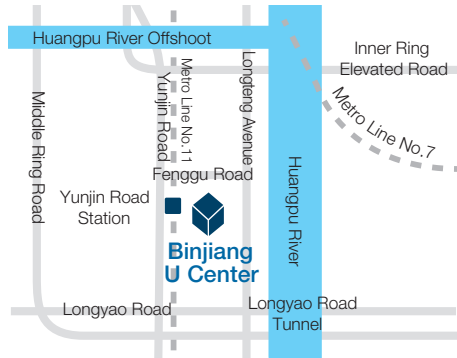 Huangpu River Offshoot
Inner Ring
Elevated Road
Metro Line No.7
Middle Ring Road
Yunjin Road
Metro Line No.11
Longteng Avenue
Huangpu River
Fenggu Road
Yunjin Road
Station
Binjiang
U Center
Longyao Road
Longyao Road
Tunnel